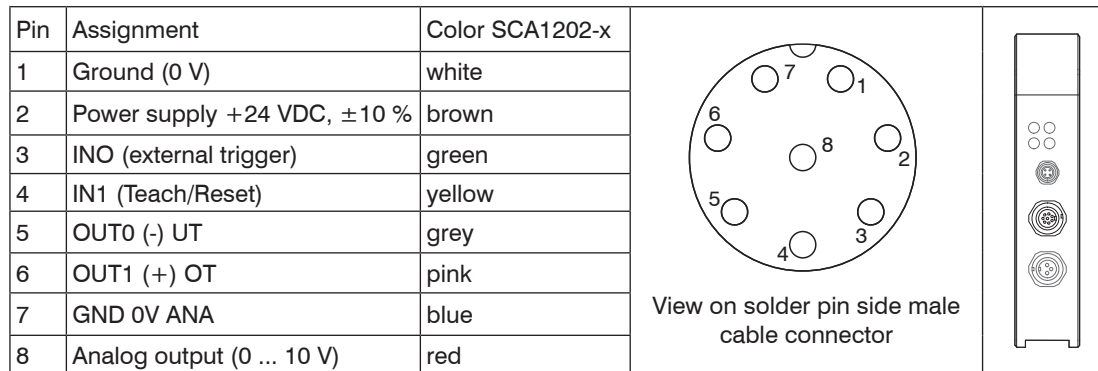 Pin Assignment Color SCA1202-x
1 Ground (0 V) white
2 Power supply +24 VDC, ±10 % brown
3 INO (external trigger) green
4 IN1 (Teach/Reset) yellow
5 OUT0 (-) UT grey
6 OUT1 (+) OT pink
7 GND 0V ANA blue
8 Analog output (0 ... 10 V) red
7 1
6 8 2
5 3
4
View on solder pin side male
cable connector